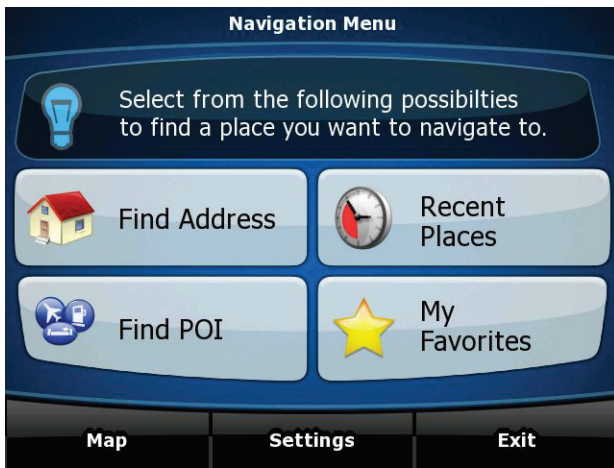 Navigation Menu
Select from the following possibilties
to find a place you want to navigate to.
Find Address
Recent
Places
Find POI
My
Favorites
Map
Settings
Exit